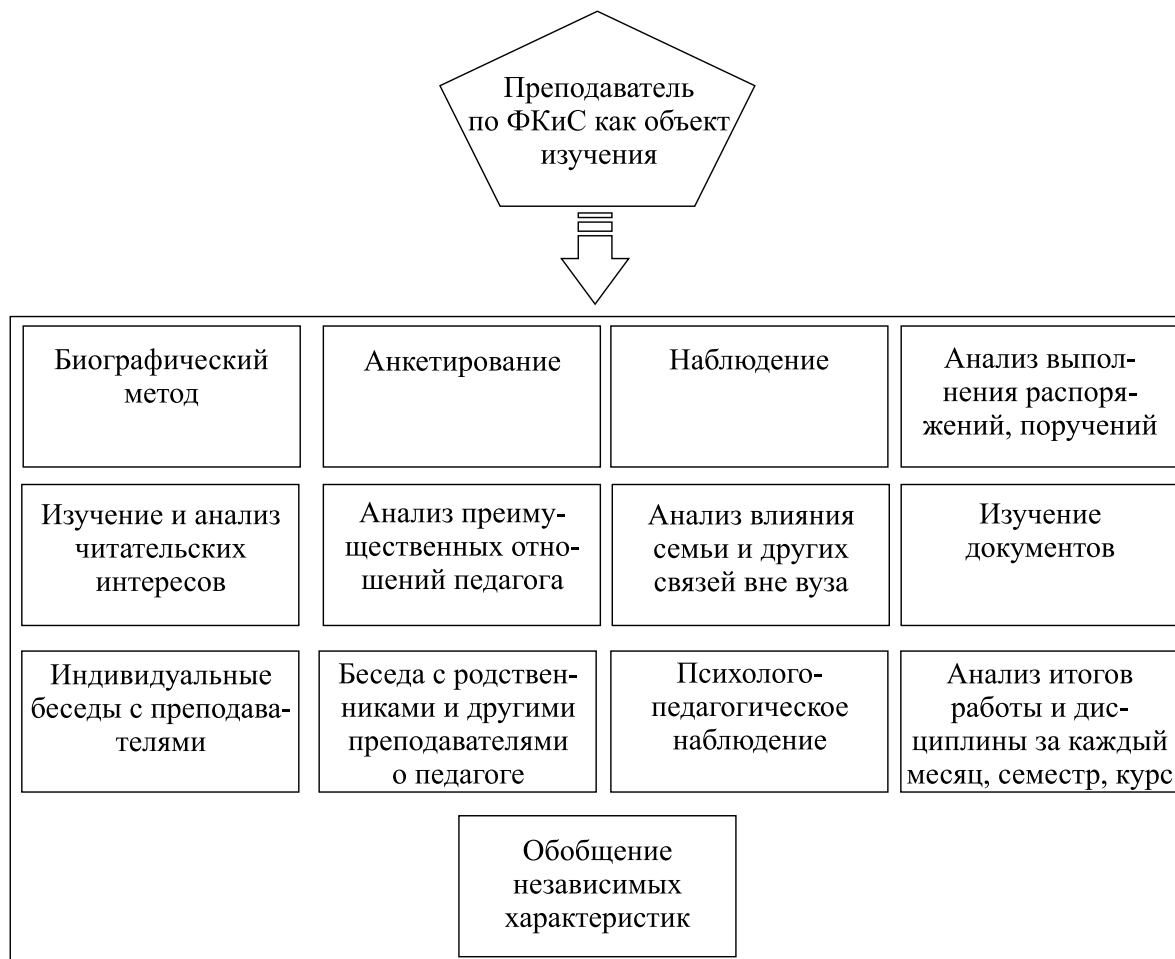 Преподаватель
по ФКиС как объект
изучения
Биографический
метод
Анкетирование
Наблюдение
Анализ выпол-
нения распоря-
жений, поручений
Изучение и анализ
читательских
интересов
Анализ преиму-
щественных отно-
шений педагога
Анализ влияния
семьи и других
связей вне вуза
Изучение
документов
Индивидуальные
беседы с преподава-
телями
Беседа с родствен-
никами и другими
преподавателями
о педагоге
Психолого-
педагогическое
наблюдение
Анализ итогов
работы и дис-
циплины за каждый
месяц, семестр, курс
Обобщение
независимых
характеристик